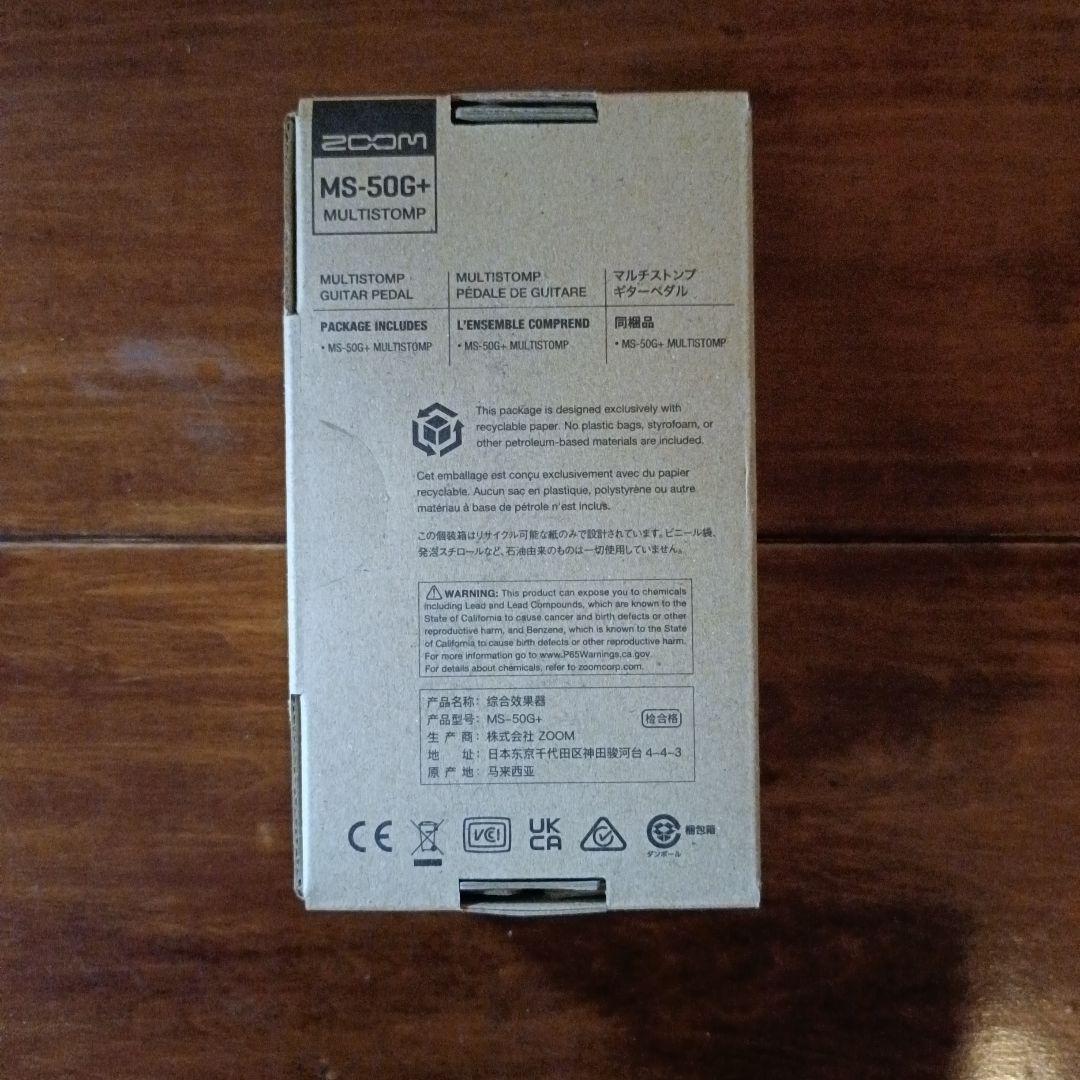 ZOOM
MS-50G+
MULTISTOMP
MULTISTOMP
GUITAR PEDAL
PACKAGE INCLUDES
• MS-50G+ MULTISTOMP
MULTISTOMP
PÉDALE DE GUITARE
L'ENSEMBLE COMPREND
• MS-50G+ MULTISTOMP
マルチストンプ
ギターペダル
同梱品
• MS-50G+ MULTISTOMP
This package is designed exclusively with
recyclable paper. No plastic bags, styrofoam, or
other petroleum-based materials are included.
Cet emballage est conçu exclusivement avec du papier
recyclable. Aucun sac en plastique, polystyrène ou autre
matériau à base de pétrole n'est inclus.
この個装箱はリサイクル可能な紙のみで設計されています。ビニール袋、
発泡スチロールなど、石油由来のものは一切使用していません。
WARNING: This product can expose you to chemicals
including Lead and Lead Compounds, which are known to the
State of California to cause cancer and birth defects or other
reproductive harm, and Benzene, which is known to the State
of California to cause birth defects or other reproductive harm.
For more information go to www.P65Warnings.ca.gov.
For details about chemicals, refer to zoomcorp.com.
产品名称: 综合效果器
产品型号: MS-50G+
检合格
生 产 商: 株式会社 ZOOM
地 址: 日本东京千代田区神田骏河台 4-4-3
原 产 地: 马来西亚
CE
VCI
UK
CA
梱包箱
ダンボール